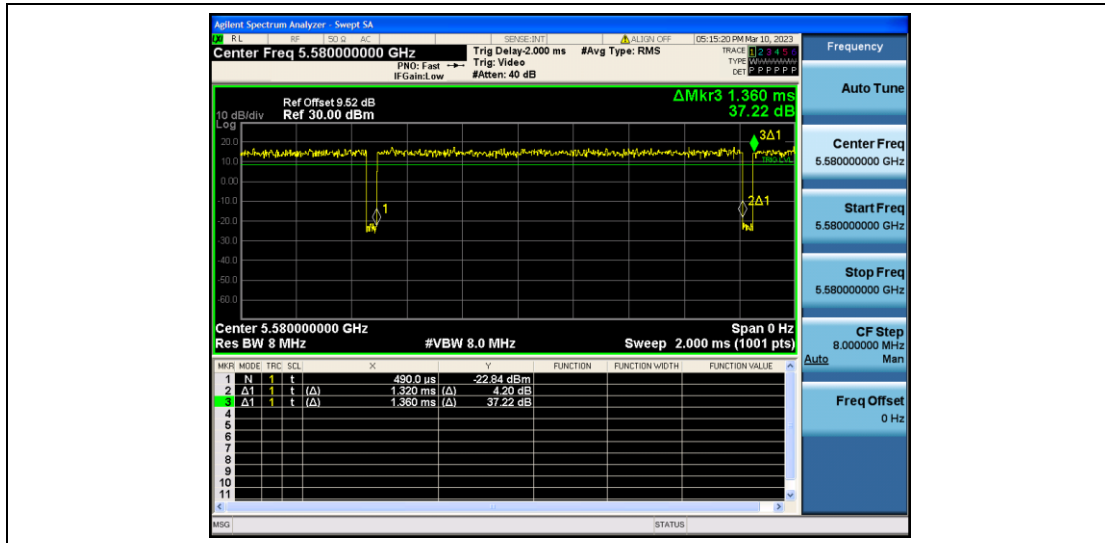 Agilent Spectrum Analyzer - Swept SA
RL RF 50 Ω AC SENSE:INT ALIGN OFF 05:15:20 PM Mar 10, 2023
Center Freq 5.580000000 GHz
PNO: Fast
IFGain:Low
Trig Delay-2.000 ms
Trig: Video
#Atten: 40 dB
#Avg Type: RMS
TRACE 1 2 3 4 5 6
TYPE
DET P P P P P P
ΔMkr3 1.360 ms
37.22 dB
Ref Offset 9.52 dB
10 dB/div Ref 30.00 dBm
Log
20.0
10.0
0.00
-10.0
-20.0
-30.0
-40.0
-50.0
-60.0
3Δ1
TRIG LVL
1
2Δ1
Center 5.580000000 GHz Span 0 Hz
Res BW 8 MHz #VBW 8.0 MHz Sweep 2.000 ms (1001 pts)
MKR MODE TRC SCL X Y FUNCTION FUNCTION WIDTH FUNCTION VALUE
1 N 1 t 490.0 us -22.84 dBm
2 Δ1 1 t (Δ) 1.320 ms (Δ) 4.20 dB
3 Δ1 1 t (Δ) 1.360 ms (Δ) 37.22 dB
4
5
6
7
8
9
10
11
MSG STATUS
Frequency
Auto Tune
Center Freq
5.580000000 GHz
Start Freq
5.580000000 GHz
Stop Freq
5.580000000 GHz
CF Step
8.000000 MHz
Auto Man
Freq Offset
0 Hz